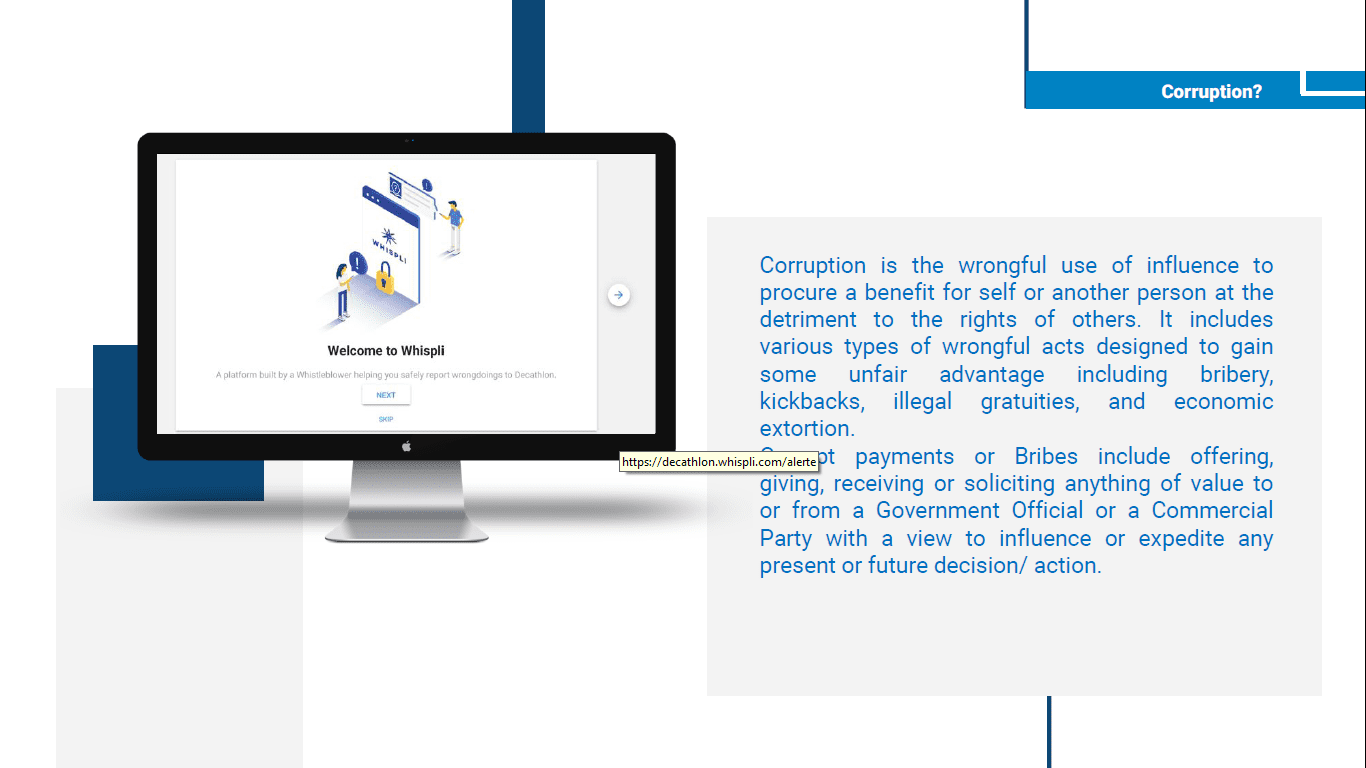 Corruption?
WHISPLI
Welcome to Whispli
A platform built by a Whistleblower helping you safely report wrongdoings to Decathlon.
NEXT
SKIP
https://decathlon.whispli.com/alerte
Corruption is the wrongful use of influence to
procure a benefit for self or another person at the
detriment to the rights of others. It includes
various types of wrongful acts designed to gain
some unfair advantage including bribery,
kickbacks, illegal gratuities, and economic
extortion.
payments or Bribes include offering,
giving, receiving or soliciting anything of value to
or from a Government Official or a Commercial
Party with a view to influence or expedite any
present or future decision/ action.